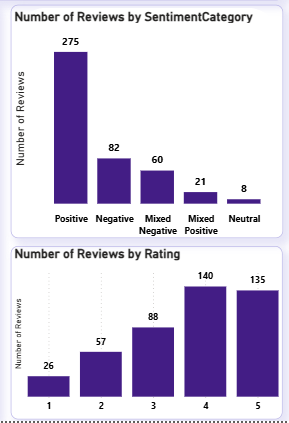 Number of Reviews by SentimentCategory
Number of Reviews
275
82
60
21
8
Positive
Negative
Mixed
Negative
Mixed
Positive
Neutral
Number of Reviews by Rating
Number of Reviews
26
57
88
140
135
1
2
3
4
5